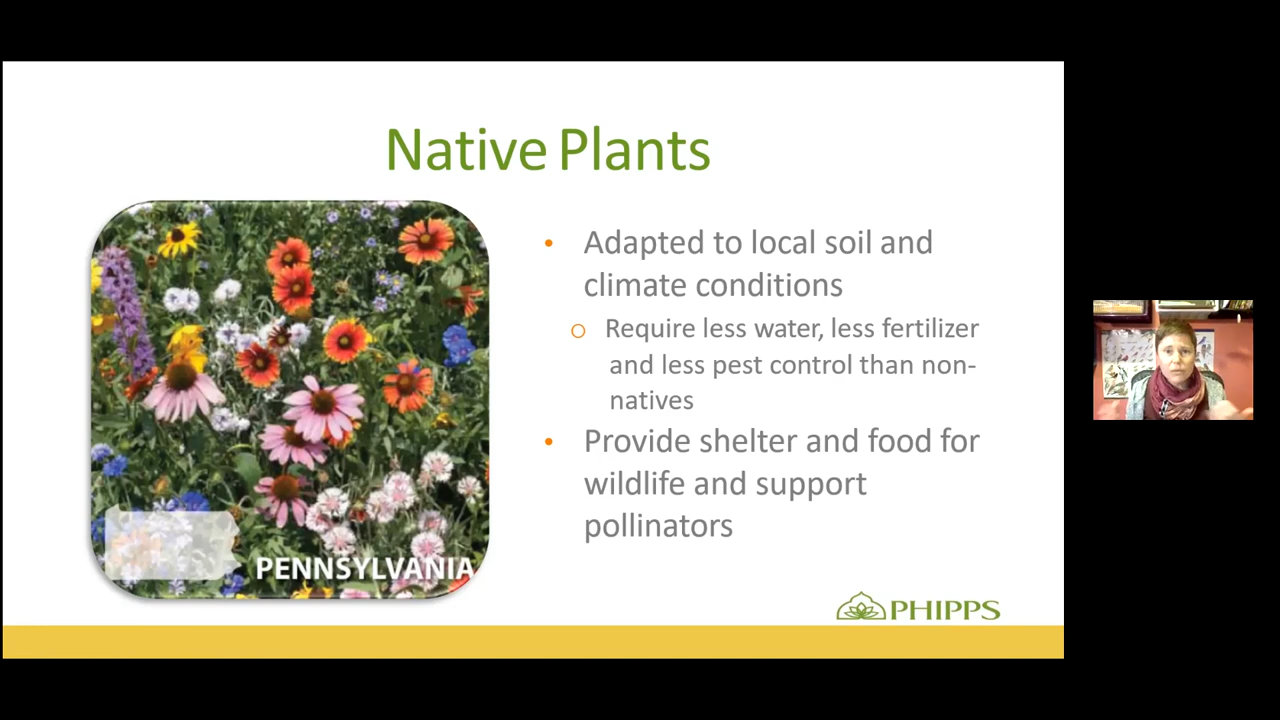 Native Plants
Adapted to local soil and
climate conditions
Require less water, less fertilizer
and less pest control than non-
natives
Provide shelter and food for
wildlife and support
pollinators
PENNSYLVANIA
PHIPPS